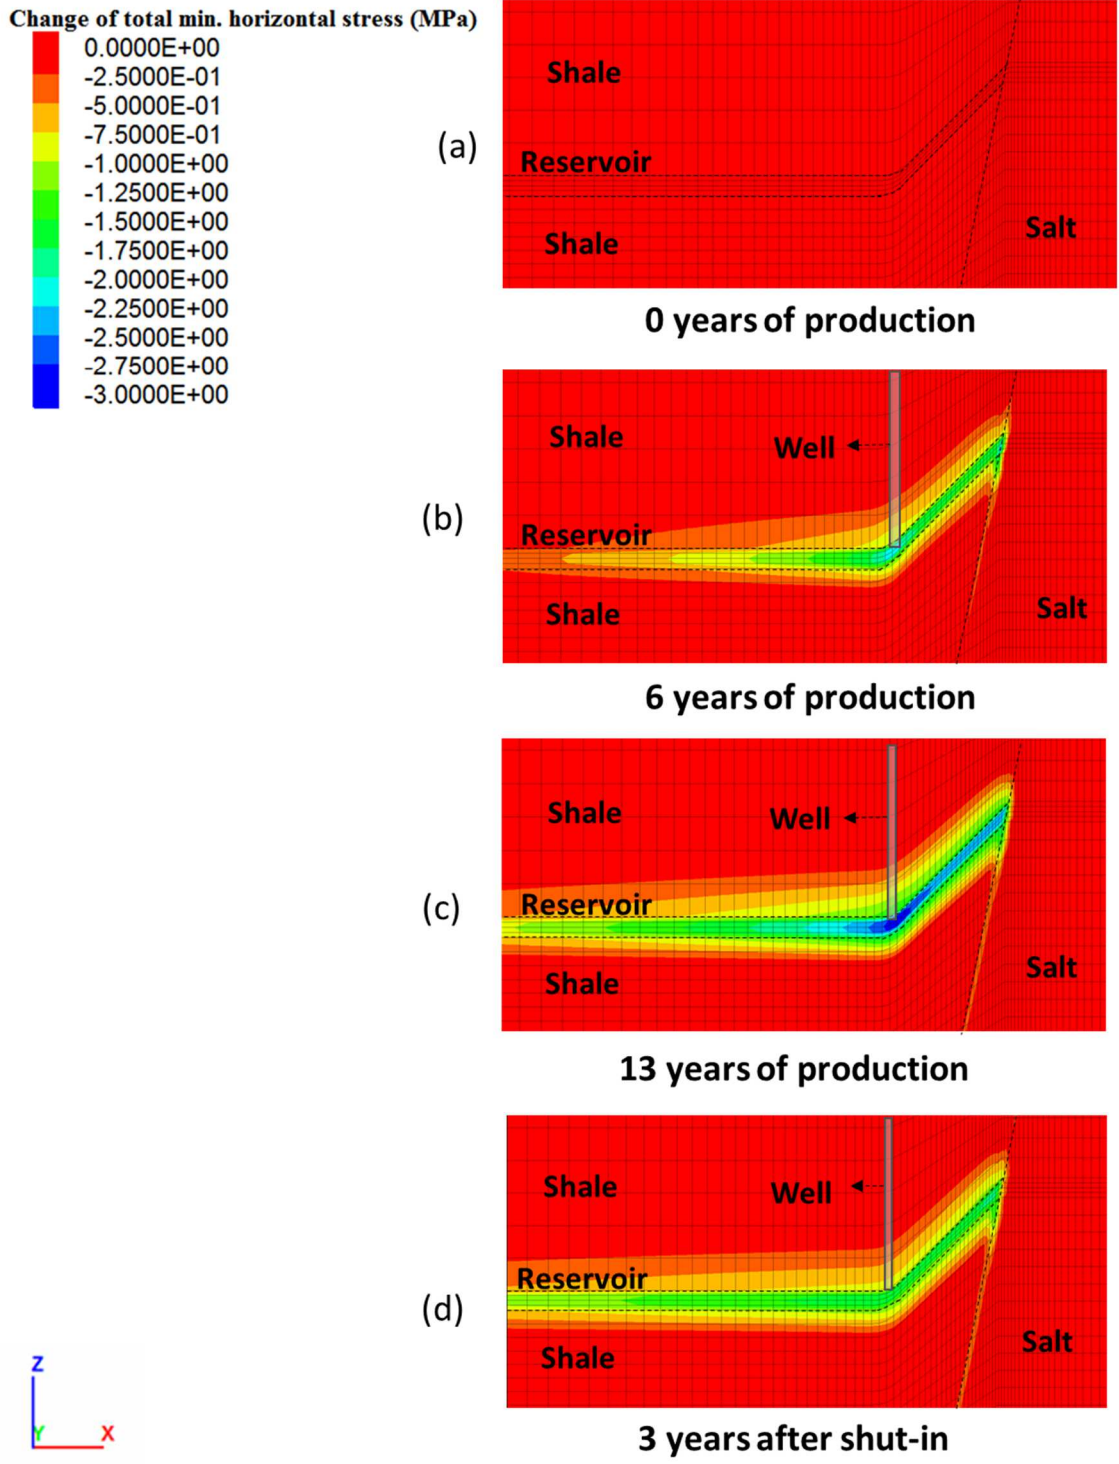 Change of total min. horizontal stress (MPa)
0.0000E+00
-2.5000E-01
-5.0000E-01
-7.5000E-01
-1.0000E+00
-1.2500E+00
-1.5000E+00
-1.7500E+00
-2.0000E+00
-2.2500E+00
-2.5000E+00
-2.7500E+00
-3.0000E+00
(a)
Shale
Reservoir
Shale
Salt
0 years of production
(b)
Shale
Well
Reservoir
Shale
Salt
6 years of production
(c)
Shale
Well
Reservoir
Shale
Salt
13 years of production
(d)
Shale
Well
Reservoir
Shale
Salt
3 years after shut-in
Z
Y
X